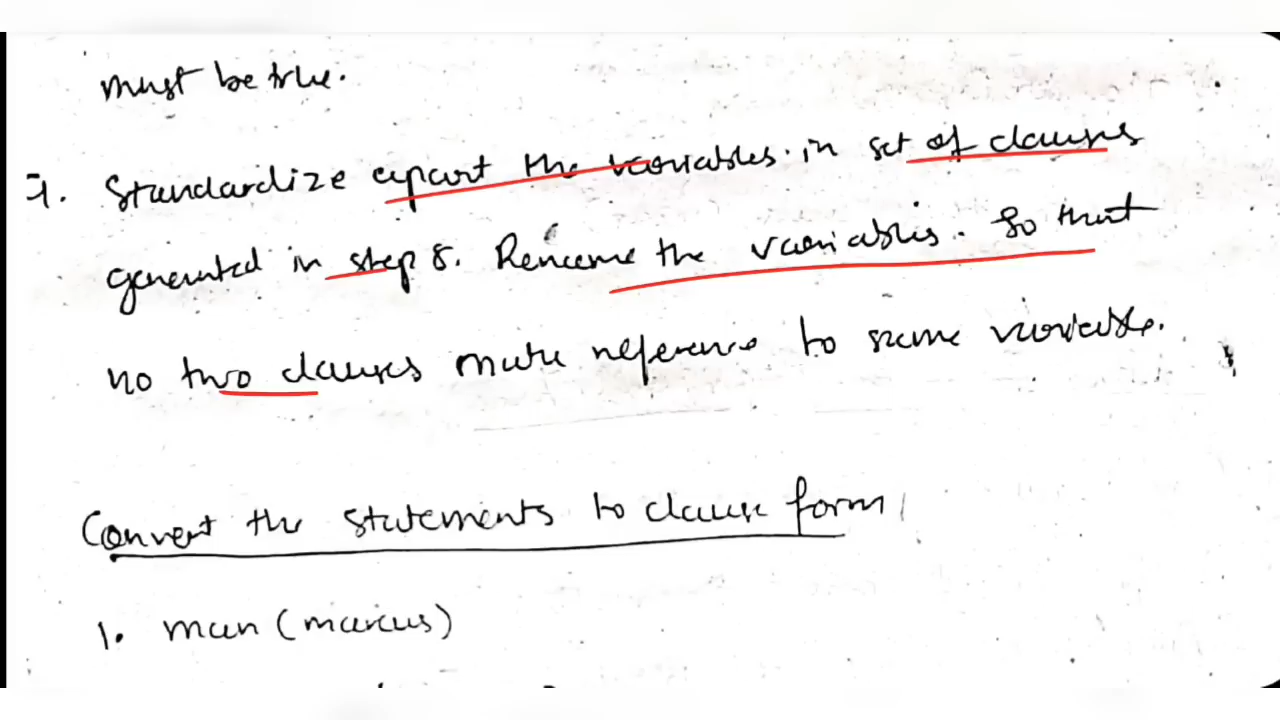 must be true.
7. Standardize apart the variables in set of clauses
generated in step 8. Rename the variables. So that
no two clauses make reference to same variable.
Convert the statements to clause form
1. man (marcus)